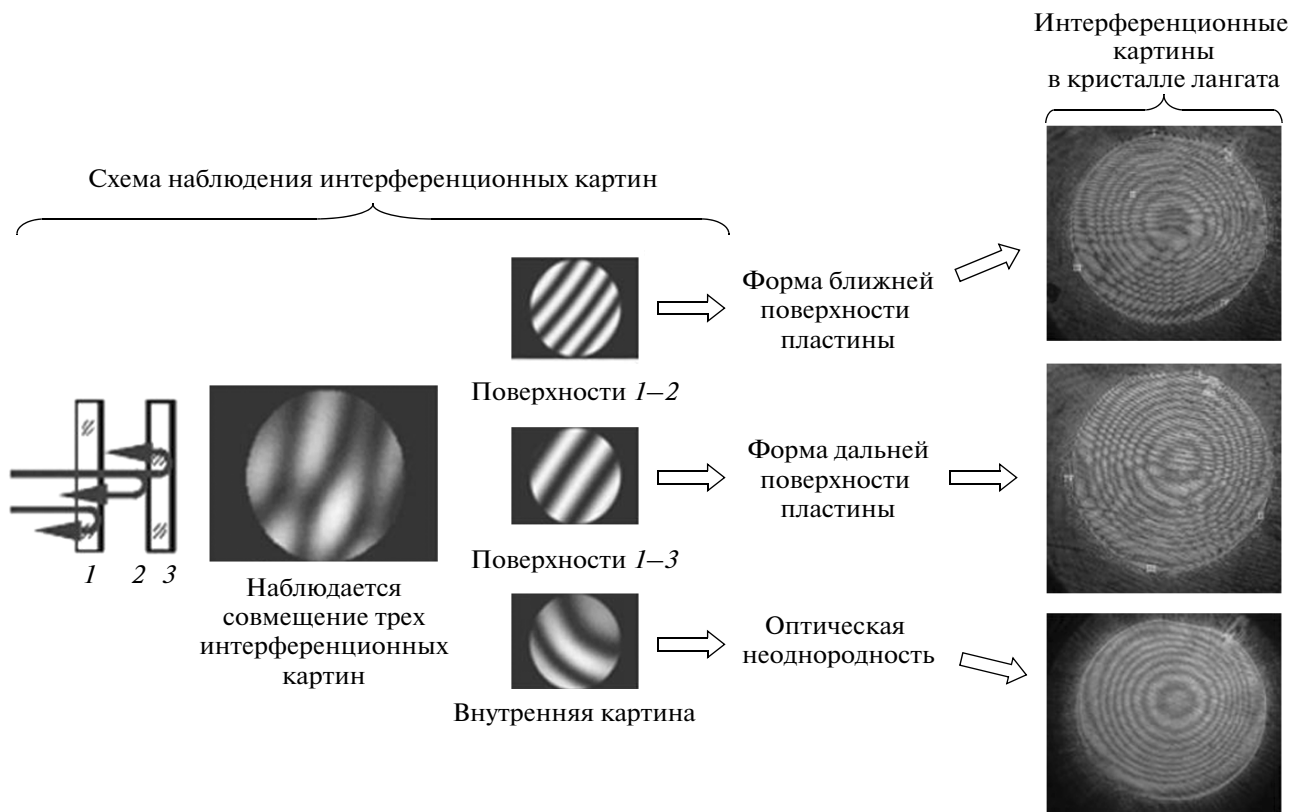 Интерференционные
картины
в кристалле лангата
Схема наблюдения интерференционных картин
Форма ближней
поверхности
пластины
Поверхности 1–2
Форма дальней
поверхности
пластины
Поверхности 1–3
1 2 3
Наблюдается
совмещение трех
интерференционных
картин
Оптическая
неоднородность
Внутренняя картина